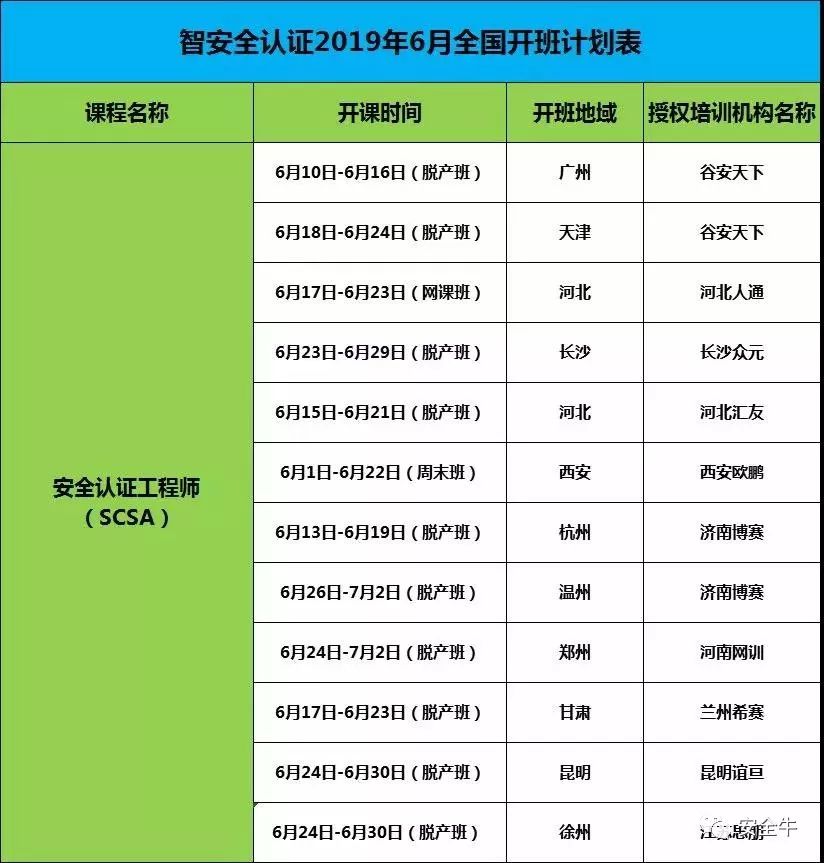 智安全认证2019年6月全国开班计划表
课程名称 开课时间 开班地域 授权培训机构名称
安全认证工程师
（SCSA）
6月10日-6月16日（脱产班） 广州 谷安天下
6月18日-6月24日（脱产班） 天津 谷安天下
6月17日-6月23日（网课班） 河北 河北人通
6月23日-6月29日（脱产班） 长沙 长沙众元
6月15日-6月21日（脱产班） 河北 河北汇友
6月1日-6月22日（周末班） 西安 西安欧鹏
6月13日-6月19日（脱产班） 杭州 济南博赛
6月26日-7月2日（脱产班） 温州 济南博赛
6月24日-7月2日（脱产班） 郑州 河南网训
6月17日-6月23日（脱产班） 甘肃 兰州希赛
6月24日-6月30日（脱产班） 昆明 昆明谊亘
6月24日-6月30日（脱产班） 徐州
安全牛